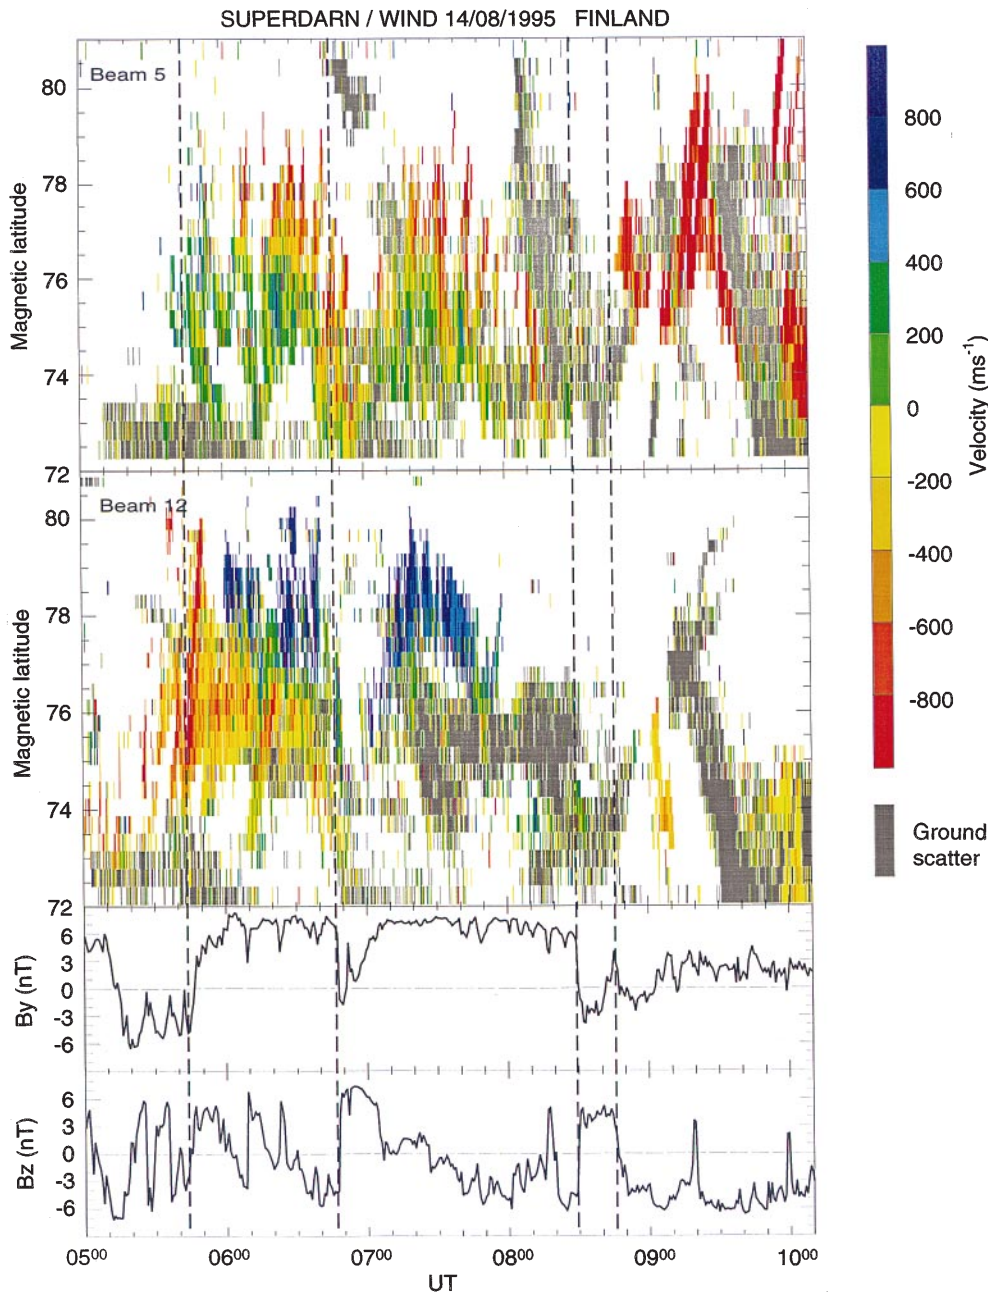 SUPERDARN / WIND 14/08/1995 FINLAND
Beam 5
80
78
76
74
72
Magnetic latitude
Beam 12
80
78
76
74
72
Magnetic latitude
6
3
0
-3
-6
By (nT)
6
3
0
-3
-6
Bz (nT)
05⁰⁰ 06⁰⁰ 07⁰⁰ 08⁰⁰ 09⁰⁰ 10⁰⁰
UT
800
600
400
200
0
-200
-400
-600
-800
Velocity (ms⁻¹)
Ground
scatter